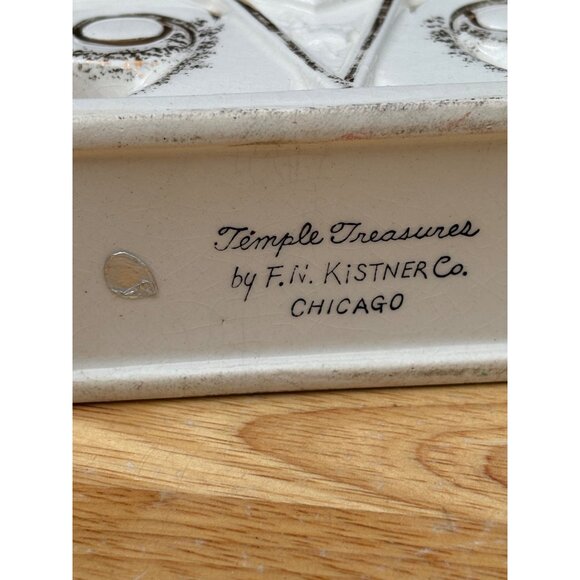 Temple Treasures
by F.N. KiSTNER Co.
CHICAGO